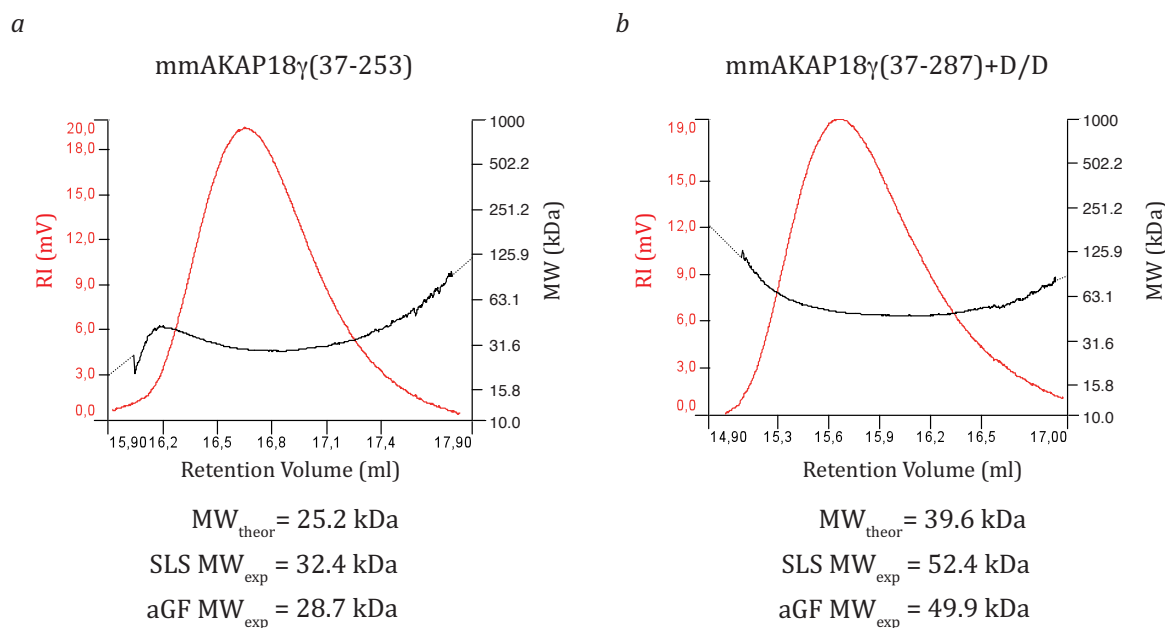 a
mmAKAP18γ(37-253)
20,0
18,0
15,0
12,0
9,0
6,0
3,0
0,0
RI (mV)
1000
502.2
251.2
125.9
63.1
31.6
15.8
10.0
MW (kDa)
15,90 16,2 16,5 16,8 17,1 17,4 17,90
Retention Volume (ml)
MWtheor= 25.2 kDa
SLS MWexp= 32.4 kDa
aGF MWexp= 28.7 kDa
b
mmAKAP18γ(37-287)+D/D
19,0
15,0
12,0
9,0
6,0
3,0
0,0
RI (mV)
1000
502.2
251.2
125.9
63.1
31.6
15.8
10.0
MW (kDa)
14,90 15,3 15,6 15,9 16,2 16,5 17,00
Retention Volume (ml)
MWtheor= 39.6 kDa
SLS MWexp= 52.4 kDa
aGF MWexp= 49.9 kDa